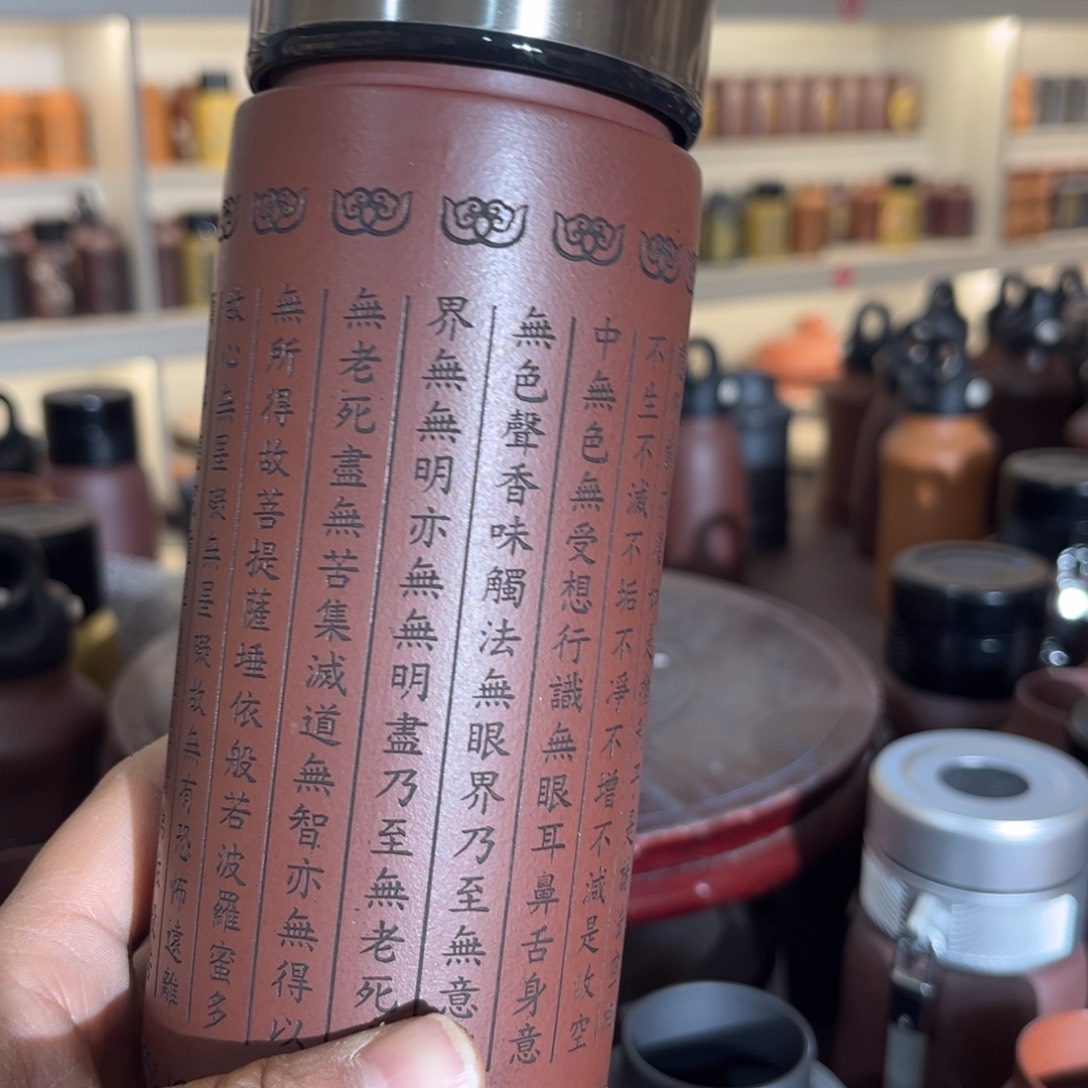 不生不滅不垢不淨不增不減是故空
中無色無受想行識無眼耳鼻舌身意
無色聲香味觸法無眼界乃至無意
界無無明亦無無明盡乃至無老死
無老死盡無苦集滅道無智亦無得以
無所得故菩提薩埵依般若波羅蜜多
故心無罣礙無罣礙故無有恐怖遠離